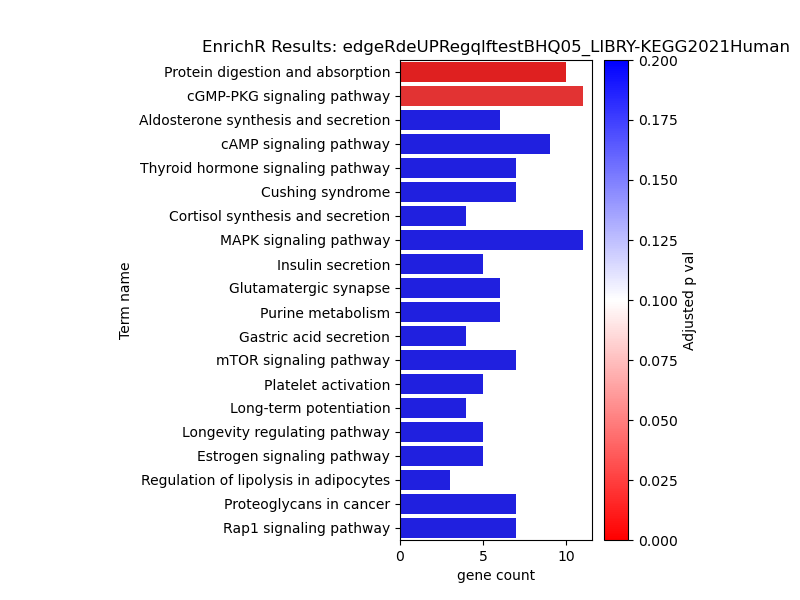 EnrichR Results: edgeRdeUPRegqlftestBHQ05_LIBRY-KEGG2021Human
Term name
Protein digestion and absorption
cGMP-PKG signaling pathway
Aldosterone synthesis and secretion
cAMP signaling pathway
Thyroid hormone signaling pathway
Cushing syndrome
Cortisol synthesis and secretion
MAPK signaling pathway
Insulin secretion
Glutamatergic synapse
Purine metabolism
Gastric acid secretion
mTOR signaling pathway
Platelet activation
Long-term potentiation
Longevity regulating pathway
Estrogen signaling pathway
Regulation of lipolysis in adipocytes
Proteoglycans in cancer
Rap1 signaling pathway
0 5 10
gene count
0.200
0.175
0.150
0.125
0.100
0.075
0.050
0.025
0.000
Adjusted p val